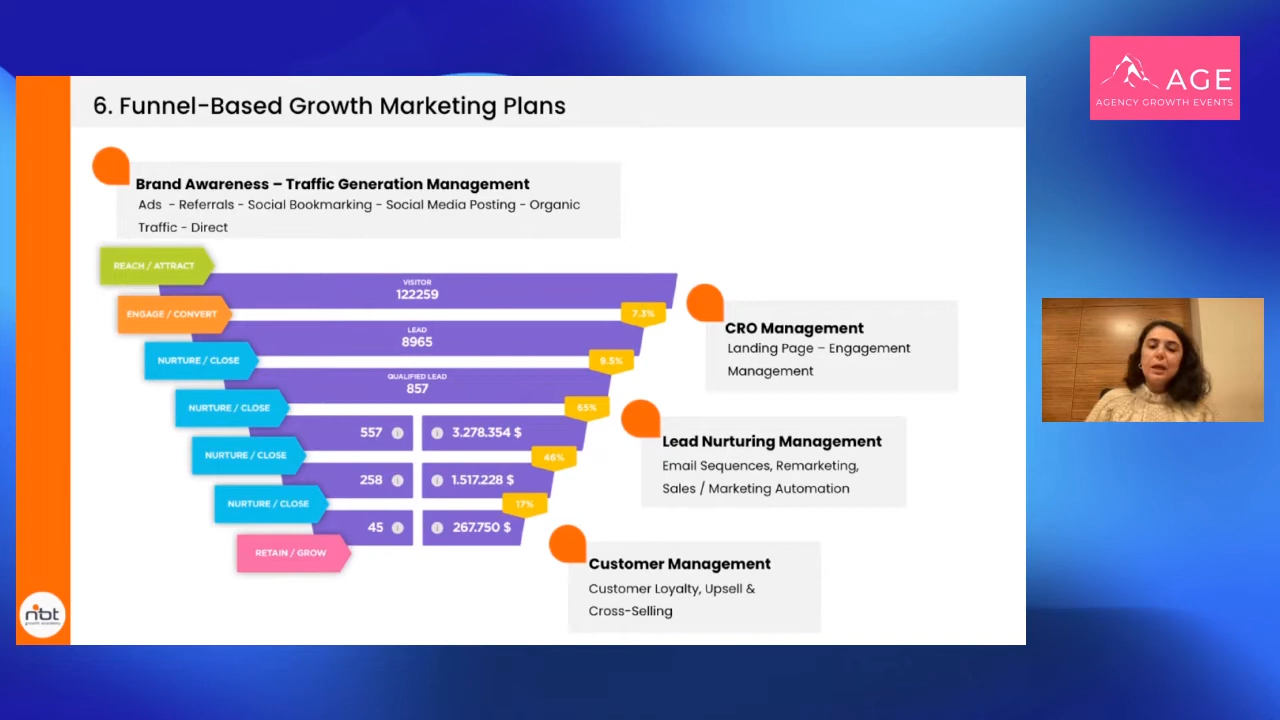 AGE
AGENCY GROWTH EVENTS
6. Funnel-Based Growth Marketing Plans
Brand Awareness – Traffic Generation Management
Ads - Referrals - Social Bookmarking - Social Media Posting - Organic
Traffic - Direct
REACH / ATTRACT
VISITOR
122259
ENGAGE / CONVERT
7.3%
LEAD
8965
NURTURE / CLOSE
9.5%
QUALIFIED LEAD
857
NURTURE / CLOSE
65%
557
3.278.354 $
NURTURE / CLOSE
46%
258
1.517.228 $
NURTURE / CLOSE
17%
45
267.750 $
RETAIN / GROW
CRO Management
Landing Page – Engagement
Management
Lead Nurturing Management
Email Sequences, Remarketing,
Sales / Marketing Automation
Customer Management
Customer Loyalty, Upsell &
Cross-Selling
nbt
growth academy